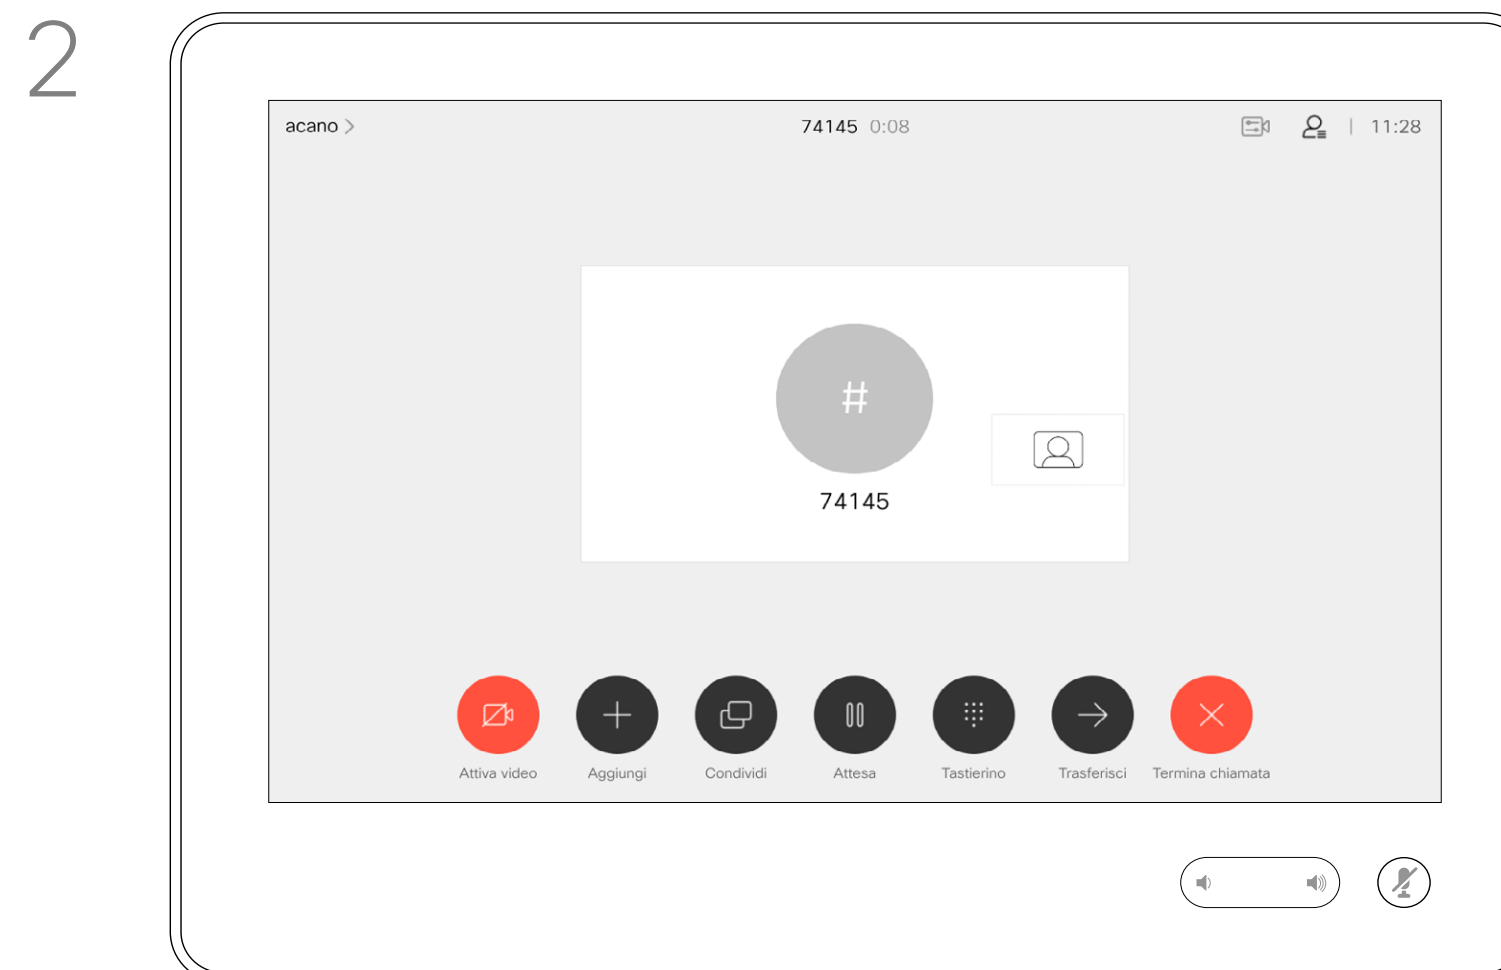 2
acano
74145 0:08
11:28
#
74145
Attiva video
Aggiungi
Condividi
Attesa
Tastierino
Trasferisci
Termina chiamata